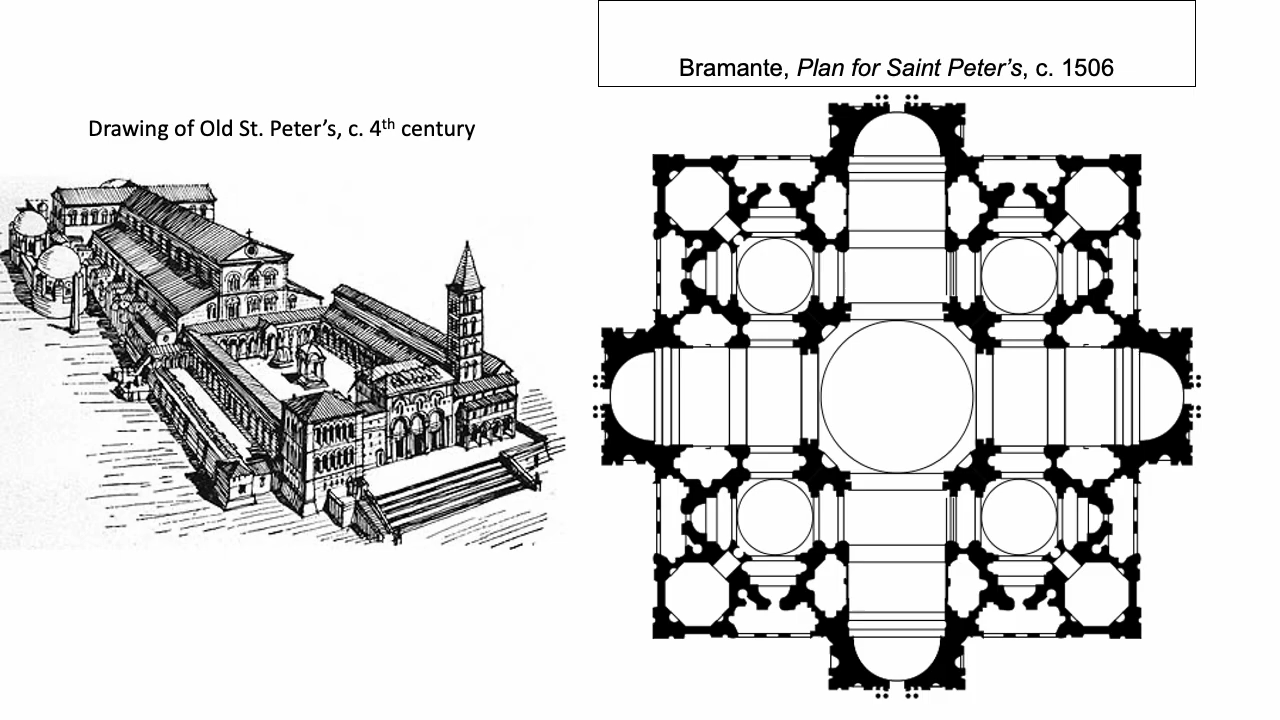 Bramante, Plan for Saint Peter’s, c. 1506
Drawing of Old St. Peter’s, c. 4th century